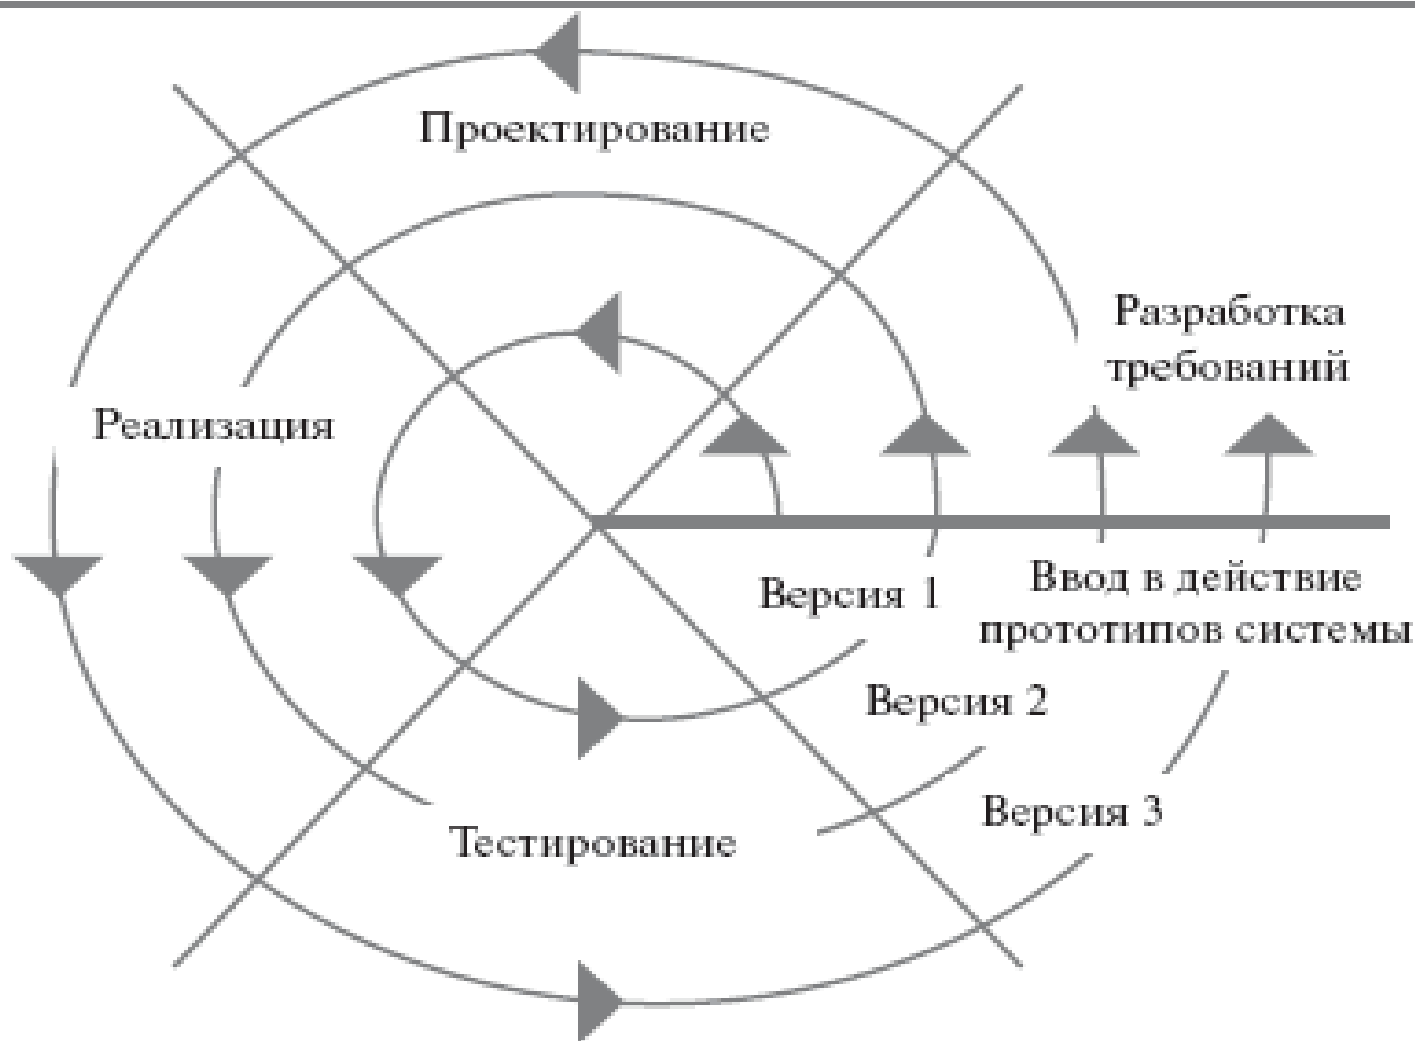 Проектирование
Разработка
требований
Реализация
Версия 1
Ввод в действие
прототипов системы
Версия 2
Версия 3
Тестирование